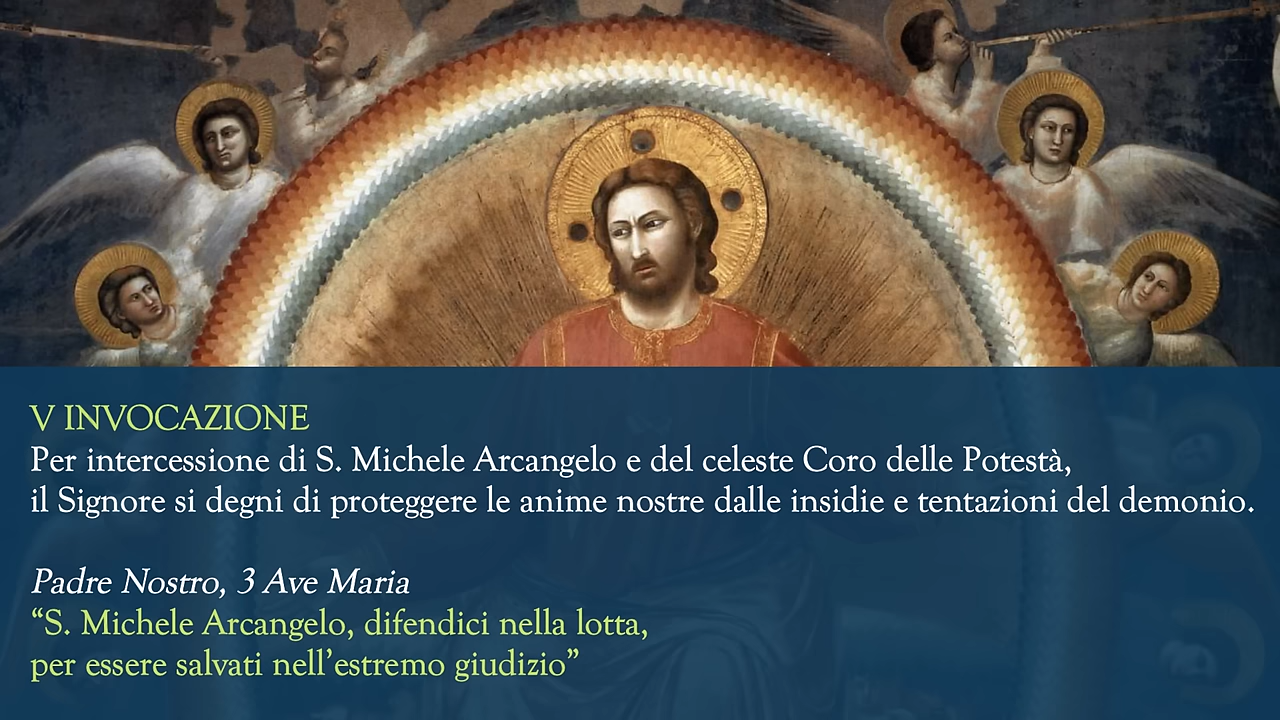 V INVOCAZIONE
Per intercessione di S. Michele Arcangelo e del celeste Coro delle Potestà,
il Signore si degni di proteggere le anime nostre dalle insidie e tentazioni del demonio.
Padre Nostro, 3 Ave Maria
“S. Michele Arcangelo, difendici nella lotta,
per essere salvati nell’estremo giudizio”